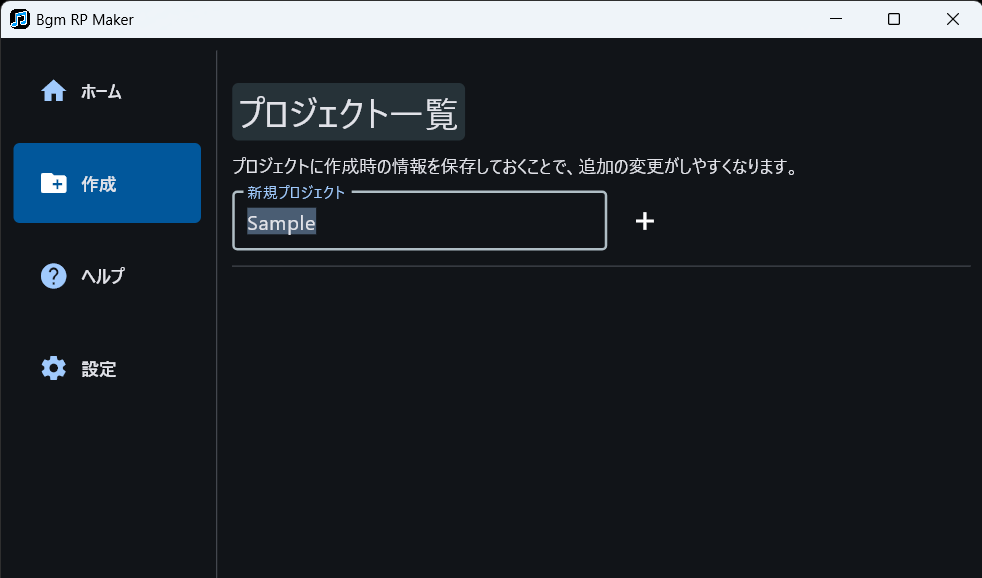 Bgm RP Maker
ホーム
作成
ヘルプ
設定
プロジェクト一覧
プロジェクトに作成時の情報を保存しておくことで、追加の変更がしやすくなります。
新規プロジェクト
Sample